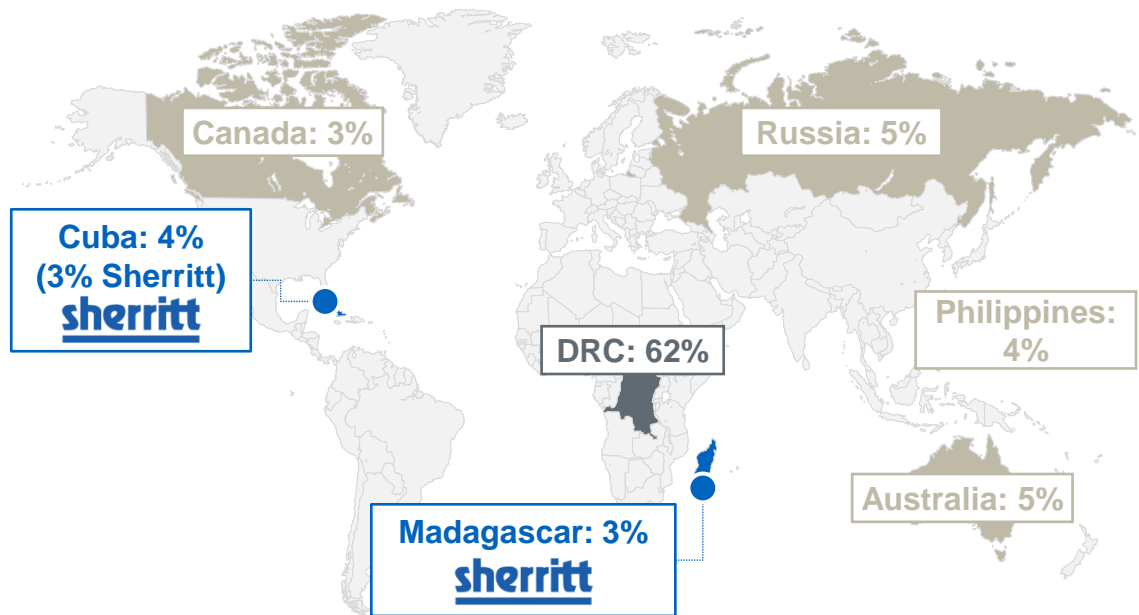 Canada: 3%
Russia: 5%
Cuba: 4%
(3% Sherritt)
sherritt
Philippines:
4%
DRC: 62%
Australia: 5%
Madagascar: 3%
sherritt